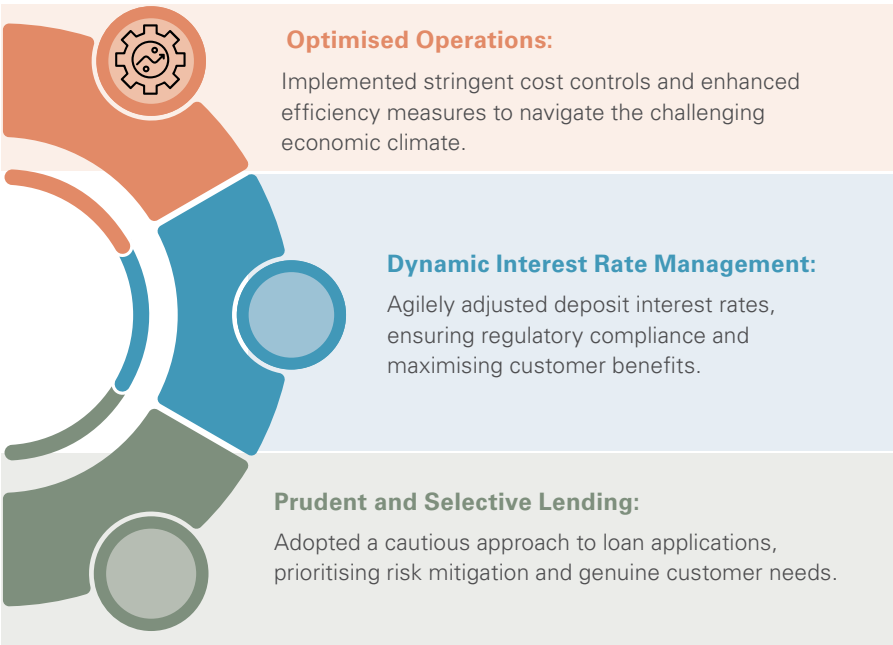 Optimised Operations:
Implemented stringent cost controls and enhanced
efficiency measures to navigate the challenging
economic climate.
Dynamic Interest Rate Management:
Agilely adjusted deposit interest rates,
ensuring regulatory compliance and
maximising customer benefits.
Prudent and Selective Lending:
Adopted a cautious approach to loan applications,
prioritising risk mitigation and genuine customer needs.